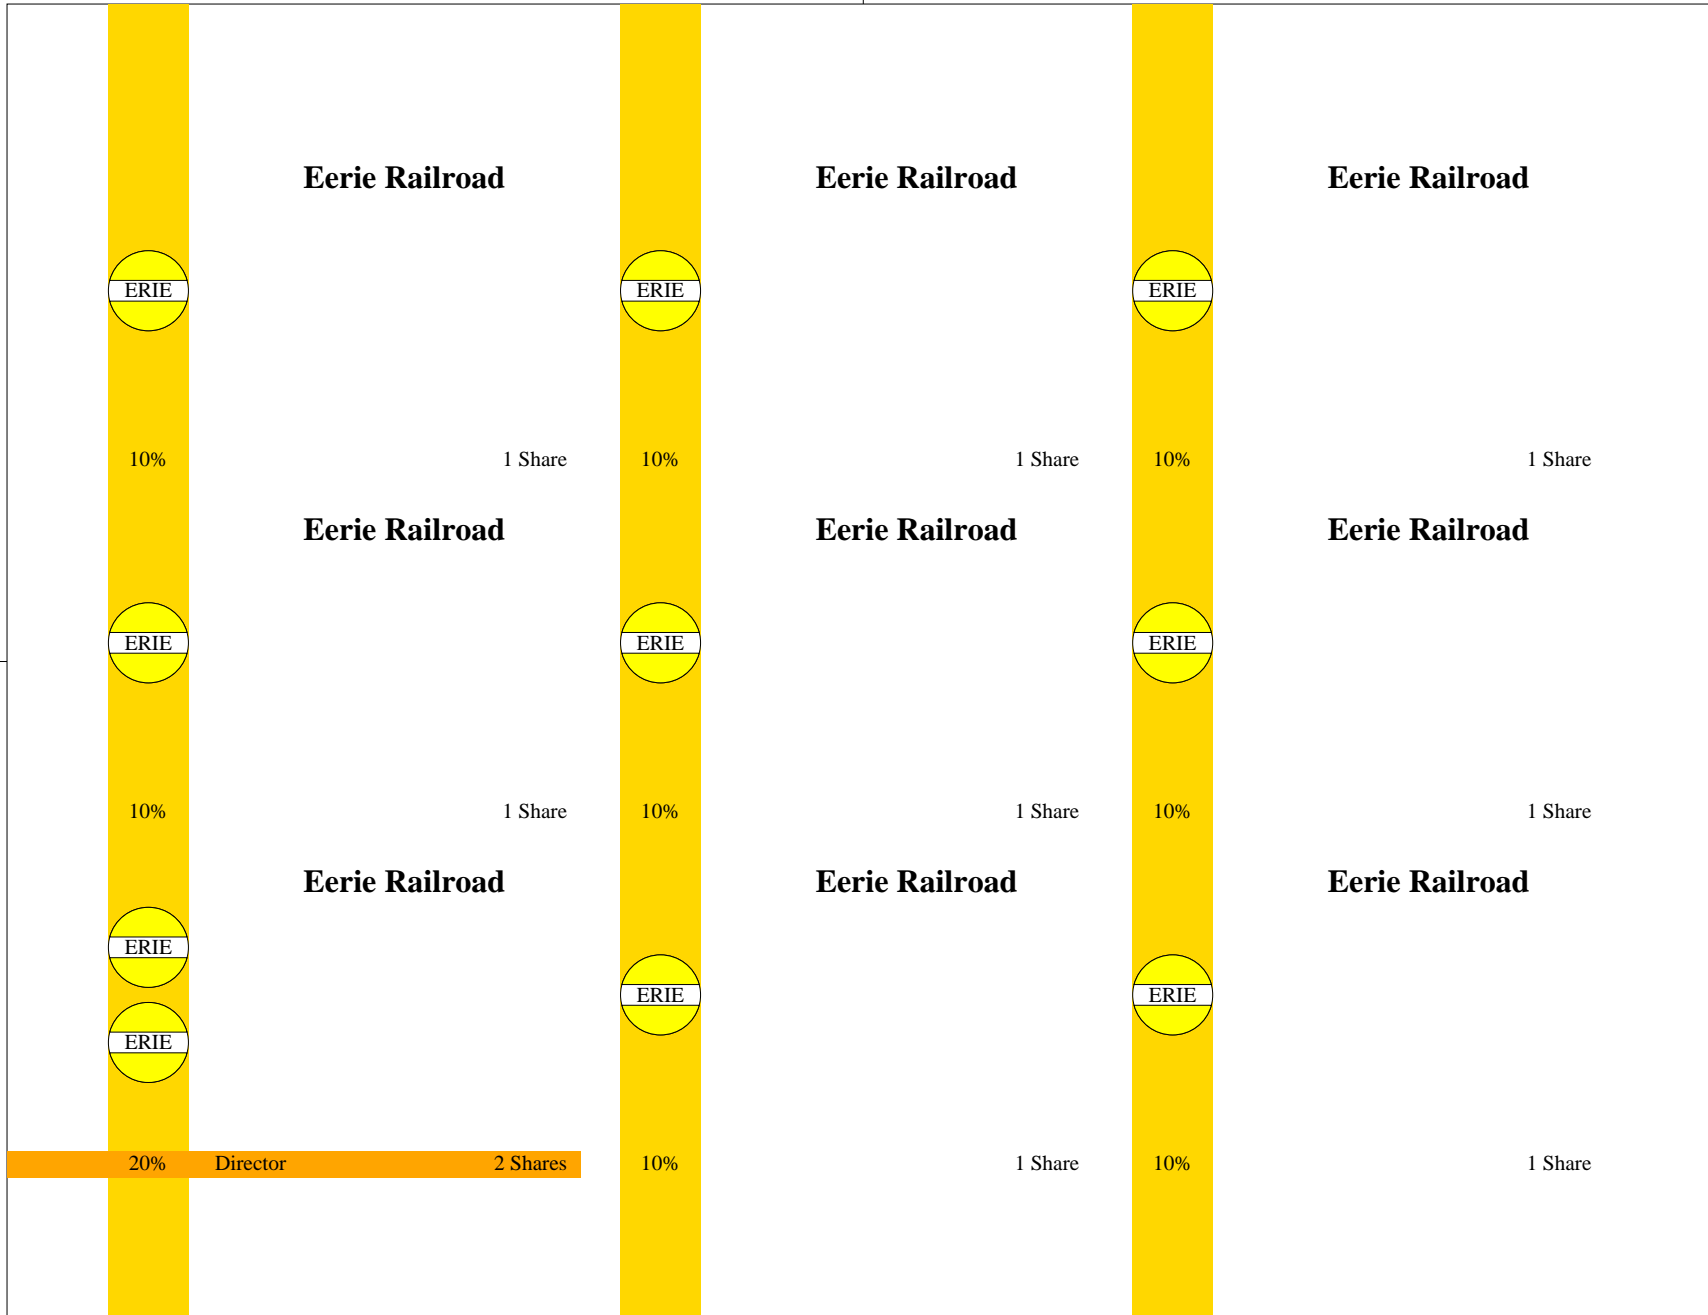 Eerie Railroad Eerie Railroad Eerie Railroad
ERIE ERIE ERIE
10% 1 Share 10% 1 Share 10% 1 Share
Eerie Railroad Eerie Railroad Eerie Railroad
ERIE ERIE ERIE
10% 1 Share 10% 1 Share 10% 1 Share
Eerie Railroad Eerie Railroad Eerie Railroad
ERIE
ERIE ERIE
ERIE
20% Director 2 Shares 10% 1 Share 10% 1 Share